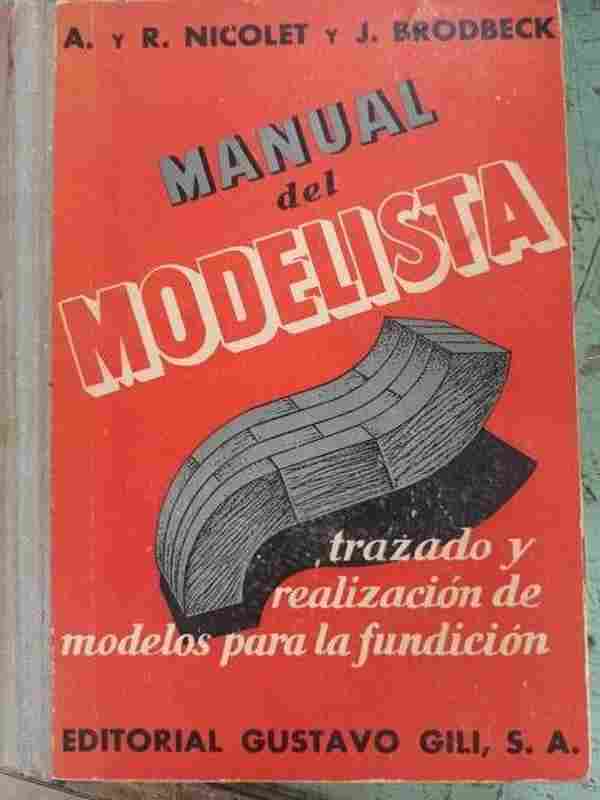 A. Y R. NICOLET Y J. BRODBECK
MANUAL
del
MODELISTA
trazado y
realización de
modelos para la fundición
EDITORIAL GUSTAVO GILI, S. A.